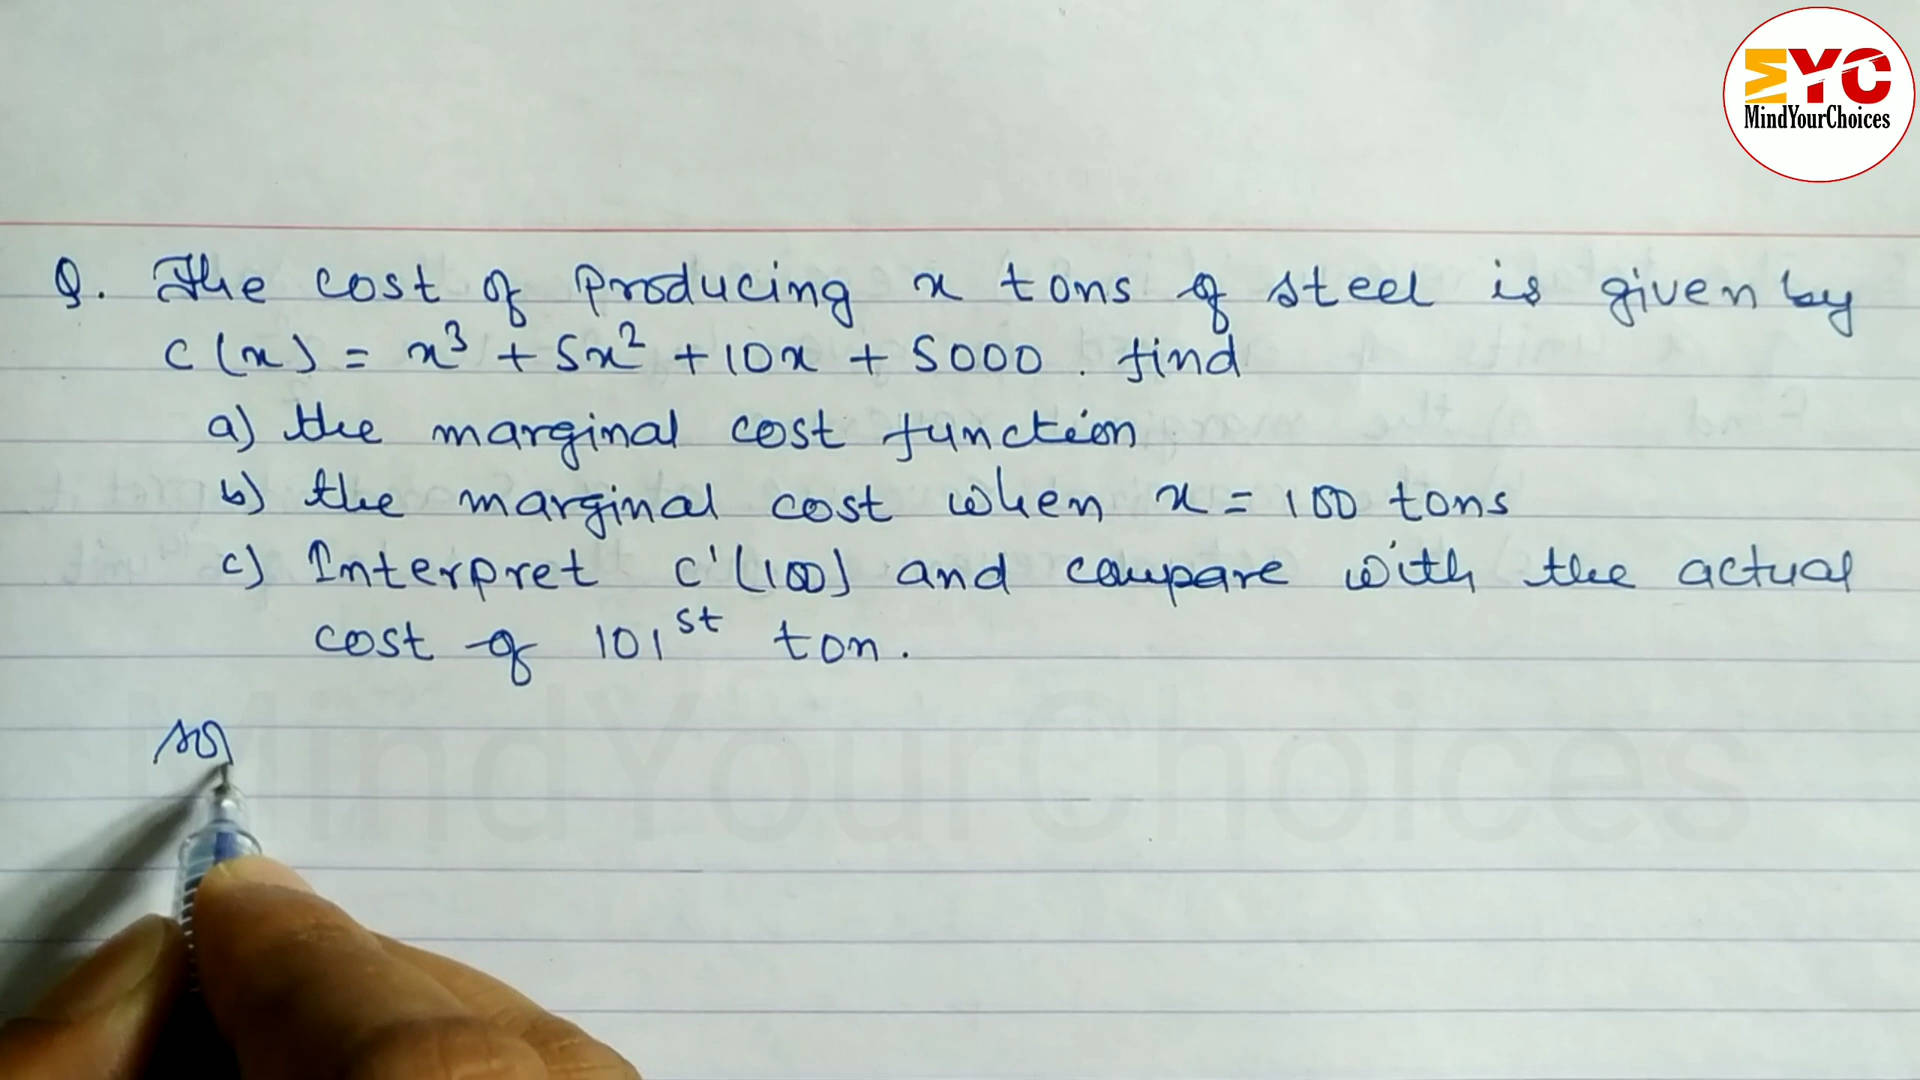 MYC
MindYourChoices
Q. The cost of producing x tons of steel is given by
C(x) = x³ + 5x² + 10x + 5000. find
a) the marginal cost function
b) the marginal cost when x = 100 tons
c) Interpret c'(100) and compare with the actual
cost of 101st ton.
sol
MindYourChoices